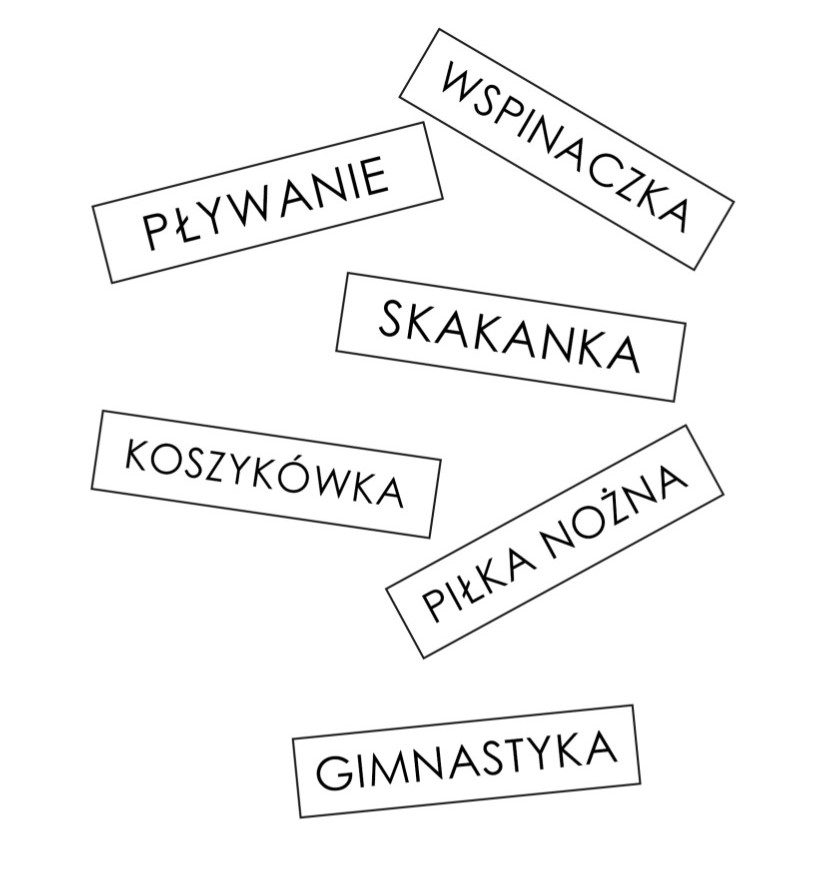 WSPINACZKA
PŁYWANIE
SKAKANKA
KOSZYKÓWKA
PIŁKA NOŻNA
GIMNASTYKA